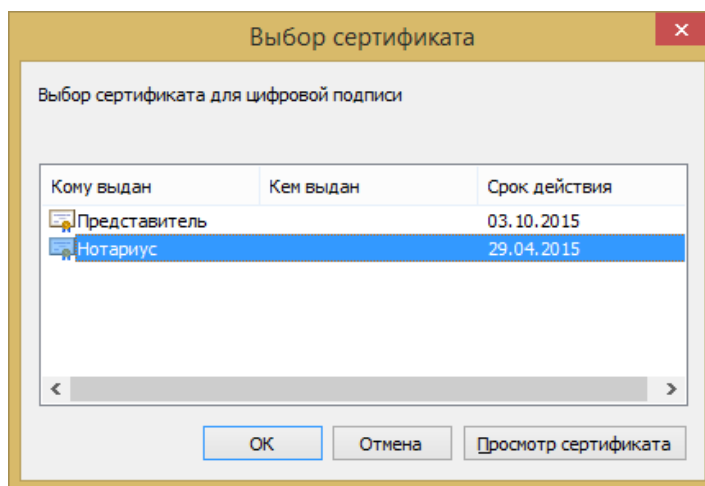 Выбор сертификата
Выбор сертификата для цифровой подписи
Кому выдан Кем выдан Срок действия
Представитель 03.10.2015
Нотариус 29.04.2015
ОК Отмена Просмотр сертификата